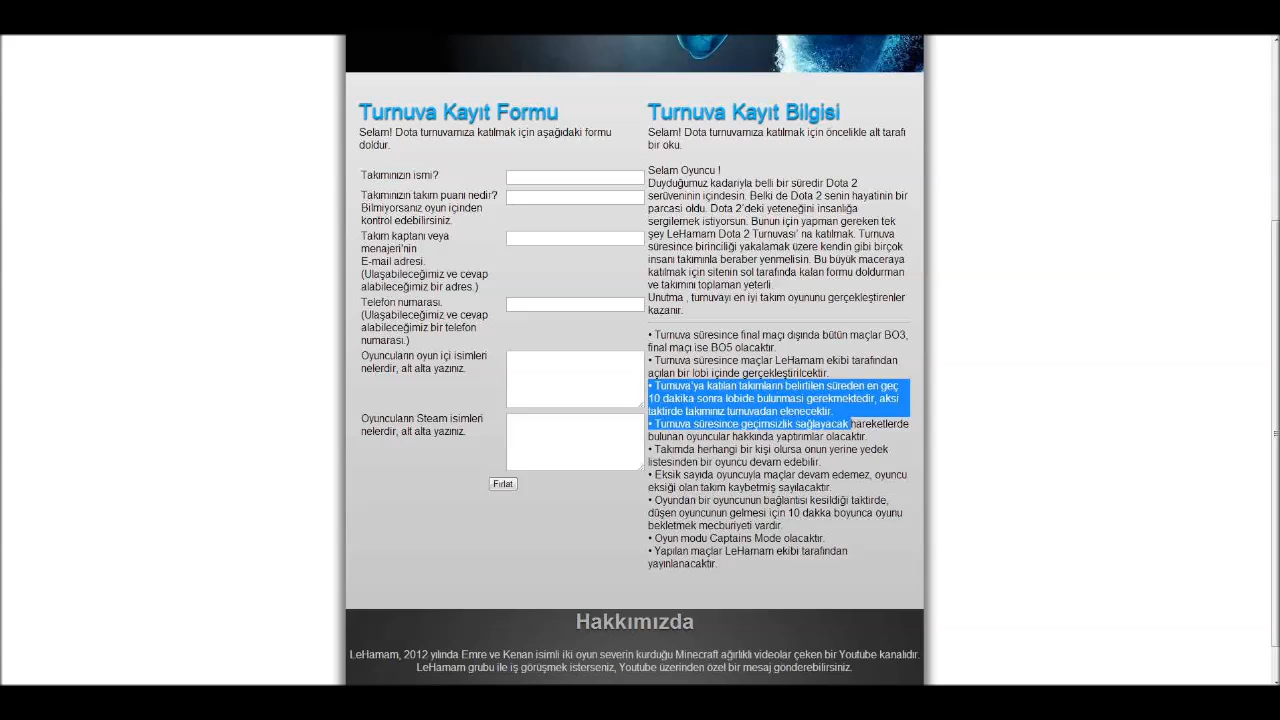 Turnuva Kayıt Formu
Selam! Dota turnuvamıza katılmak için aşağıdaki formu
doldur.
Takımınızın ismi?
Takımınızın takım puanı nedir?
Bilmiyorsanız oyun içinden
kontrol edebilirsiniz.
Takım kaptanı veya
menajeri'nin
E-mail adresi.
(Ulaşabileceğimiz ve cevap
alabileceğimiz bir adres.)
Telefon numarası.
(Ulaşabileceğimiz ve cevap
alabileceğimiz bir telefon
numarası.)
Oyuncuların oyun içi isimleri
nelerdir, alt alta yazınız.
Oyuncuların Steam isimleri
nelerdir, alt alta yazınız.
Fırlat
Turnuva Kayıt Bilgisi
Selam! Dota turnuvamıza katılmak için öncelikle alt tarafi
bir oku.
Selam Oyuncu !
Duyduğumuz kadarıyla belli bir süredir Dota 2
serüveninin içindesin. Belki de Dota 2 senin hayatinin bir
parcasi oldu. Dota 2´deki yeteneğini insanlığa
sergilemek istiyorsun. Bunun için yapman gereken tek
şey LeHamam Dota 2 Turnuvası' na katılmak. Turnuva
süresince birinciliği yakalamak üzere kendin gibi birçok
insanı takımınla beraber yenmelisin. Bu büyük maceraya
katılmak için sitenin sol tarafında kalan formu doldurman
ve takımını toplaman yeterli.
Unutma , turnuvayı en iyi takım oyununu gerçekleştirenler
kazanır.
• Turnuva süresince final maçı dışında bütün maçlar BO3,
final maçı ise BO5 olacaktır.
• Turnuva süresince maçlar LeHamam ekibi tarafından
açılan bir lobi içinde gerçekleştirilcektir.
• Turnuva'ya katılan takımların belirtilen süreden en geç
10 dakika sonra lobide bulunması gerekmektedir, aksi
taktirde takımınız turnuvadan elenecektir.
• Turnuva süresince geçimsizlik sağlayacak hareketlerde
bulunan oyuncular hakkında yaptırımlar olacaktır.
• Takımda herhangi bir kişi olursa onun yerine yedek
listesinden bir oyuncu devam edebilir.
• Eksik sayıda oyuncuyla maçlar devam edemez, oyuncu
eksiği olan takım kaybetmiş sayılacaktır.
• Oyundan bir oyuncunun bağlantısı kesildiği taktirde,
düşen oyuncunun gelmesi için 10 dakka boyunca oyunu
bekletmek mecburiyeti vardır.
• Oyun modu Captains Mode olacaktır.
• Yapılan maçlar LeHamam ekibi tarafından
yayınlanacaktır.
Hakkımızda
LeHamam, 2012 yılında Emre ve Kenan isimli iki oyun severin kurduğu Minecraft ağırlıklı videolar çeken bir Youtube kanalıdır.
LeHamam grubu ile iş görüşmek isterseniz, Youtube üzerinden özel bir mesaj gönderebilirsiniz.